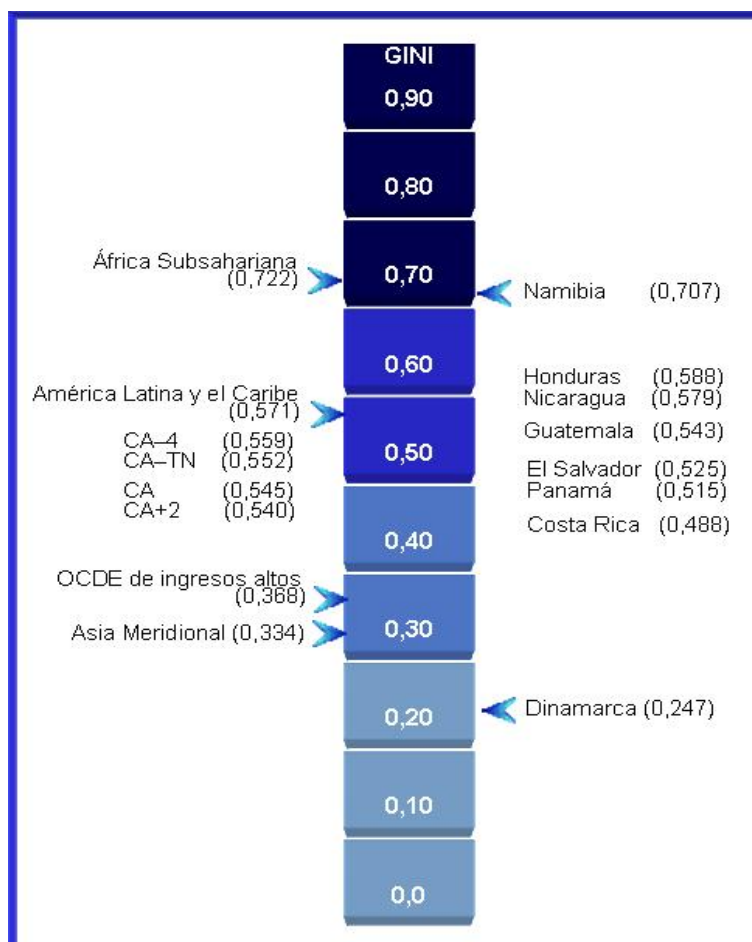 GINI
0,90
0,80
África Subsahariana
(0,722)
0,70
Namibia (0,707)
0,60
América Latina y el Caribe
(0,571)
Honduras (0,588)
Nicaragua (0,579)
CA–4 (0,559)
CA–TN (0,552)
Guatemala (0,543)
0,50
CA (0,545)
CA+2 (0,540)
El Salvador (0,525)
Panamá (0,515)
Costa Rica (0,488)
0,40
OCDE de ingresos altos
(0,368)
Asia Meridional (0,334)
0,30
Dinamarca (0,247)
0,20
0,10
0,0